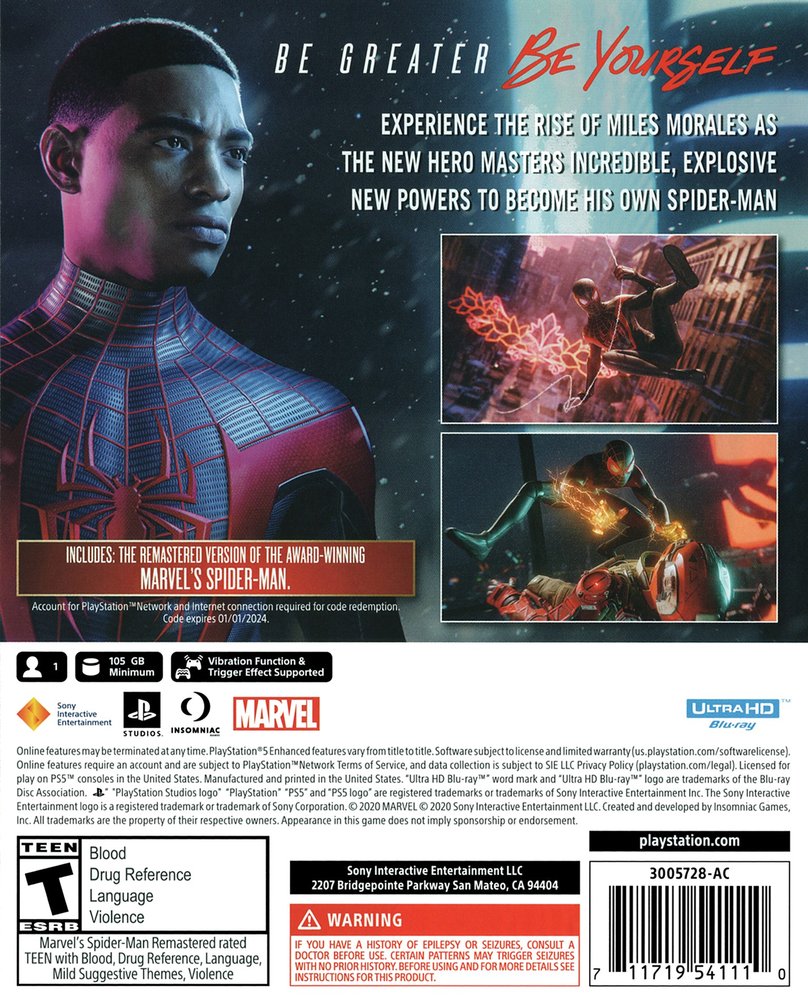 BE GREATER BE YOURSELF
EXPERIENCE THE RISE OF MILES MORALES AS
THE NEW HERO MASTERS INCREDIBLE, EXPLOSIVE
NEW POWERS TO BECOME HIS OWN SPIDER-MAN
INCLUDES: THE REMASTERED VERSION OF THE AWARD-WINNING
MARVEL'S SPIDER-MAN.
Account for PlayStation™Network and Internet connection required for code redemption.
Code expires 01/01/2024.
1
105 GB
Minimum
Vibration Function &
Trigger Effect Supported
Sony
Interactive
Entertainment
STUDIOS.
INSOMNIAC
GAMES
MARVEL
ULTRA HD
Blu-ray™
Online features may be terminated at any time. PlayStation®5 Enhanced features vary from title to title. Software subject to license and limited warranty (us.playstation.com/softwarelicense).
Online features require an account and are subject to PlayStation™Network Terms of Service, and data collection is subject to SIE LLC Privacy Policy (playstation.com/legal). Licensed for
play on PS5™ consoles in the United States. Manufactured and printed in the United States. "Ultra HD Blu-ray™" word mark and "Ultra HD Blu-ray™" logo are trademarks of the Blu-ray
Disc Association. " "PlayStation Studios logo" "PlayStation" "PS5" and "PS5 logo" are registered trademarks or trademarks of Sony Interactive Entertainment Inc. The Sony Interactive
Entertainment logo is a registered trademark or trademark of Sony Corporation. © 2020 MARVEL © 2020 Sony Interactive Entertainment LLC. Created and developed by Insomniac Games,
Inc. All trademarks are the property of their respective owners. Appearance in this game does not imply sponsorship or endorsement.
TEEN
T
ESRB
Blood
Drug Reference
Language
Violence
Marvel's Spider-Man Remastered rated
TEEN with Blood, Drug Reference, Language,
Mild Suggestive Themes, Violence
Sony Interactive Entertainment LLC
2207 Bridgepointe Parkway San Mateo, CA 94404
WARNING
IF YOU HAVE A HISTORY OF EPILEPSY OR SEIZURES, CONSULT A
DOCTOR BEFORE USE. CERTAIN PATTERNS MAY TRIGGER SEIZURES
WITH NO PRIOR HISTORY. BEFORE USING AND FOR MORE DETAILS SEE
INSTRUCTIONS FOR THIS PRODUCT.
playstation.com
3005728-AC
7 11719 54111 0